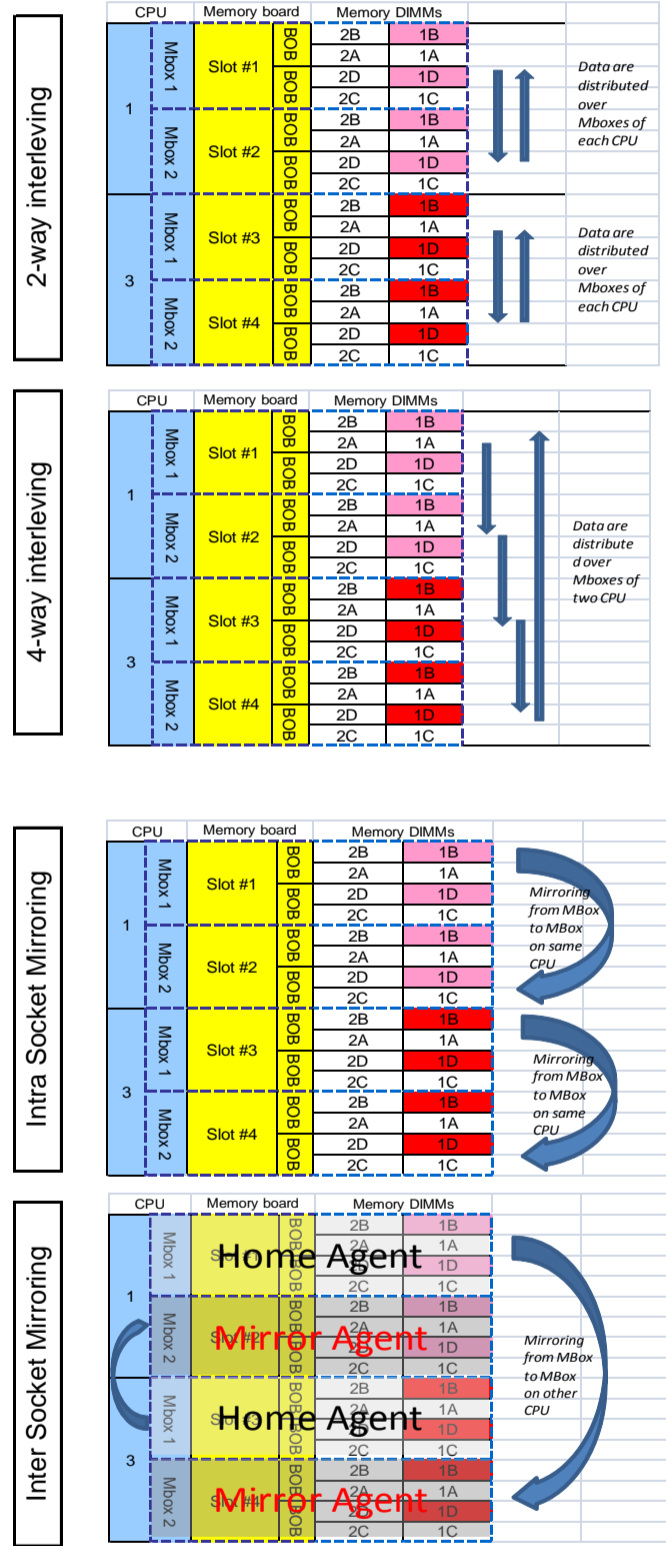 2-way interleving
CPU Memory board Memory DIMMs
1
Mbox 1
Slot #1
BOB
2B 1B
2A 1A
BOB
2D 1D
2C 1C
Mbox 2
Slot #2
BOB
2B 1B
2A 1A
BOB
2D 1D
2C 1C
Data are
distributed
over
Mboxes of
each CPU
3
Mbox 1
Slot #3
BOB
2B 1B
2A 1A
BOB
2D 1D
2C 1C
Mbox 2
Slot #4
BOB
2B 1B
2A 1A
BOB
2D 1D
2C 1C
Data are
distributed
over
Mboxes of
each CPU
4-way interleving
CPU Memory board Memory DIMMs
1
Mbox 1
Slot #1
BOB
2B 1B
2A 1A
BOB
2D 1D
2C 1C
Mbox 2
Slot #2
BOB
2B 1B
2A 1A
BOB
2D 1D
2C 1C
3
Mbox 1
Slot #3
BOB
2B 1B
2A 1A
BOB
2D 1D
2C 1C
Mbox 2
Slot #4
BOB
2B 1B
2A 1A
BOB
2D 1D
2C 1C
Data are
distribute
d over
Mboxes of
two CPU
Intra Socket Mirroring
CPU Memory board Memory DIMMs
1
Mbox 1
Slot #1
BOB
2B 1B
2A 1A
BOB
2D 1D
2C 1C
Mbox 2
Slot #2
BOB
2B 1B
2A 1A
BOB
2D 1D
2C 1C
Mirroring
from MBox
to MBox
on same
CPU
3
Mbox 1
Slot #3
BOB
2B 1B
2A 1A
BOB
2D 1D
2C 1C
Mbox 2
Slot #4
BOB
2B 1B
2A 1A
BOB
2D 1D
2C 1C
Mirroring
from MBox
to MBox
on same
CPU
Inter Socket Mirroring
CPU Memory board Memory DIMMs
1
Mbox 1
BOB
2B 1B
2A 1A
Home Agent
BOB
1D
2C 1C
Mbox 2
BOB
2B 1B
2A 1A
Mirror Agent
BOB
1D
2C 1C
3
Mbox 1
BOB
2B 1B
2A 1A
Home Agent
BOB
1D
2C 1C
Mbox 2
BOB
2B 1B
2A 1A
Mirror Agent
BOB
1D
2C 1C
Mirroring
from MBox
to MBox
on other
CPU